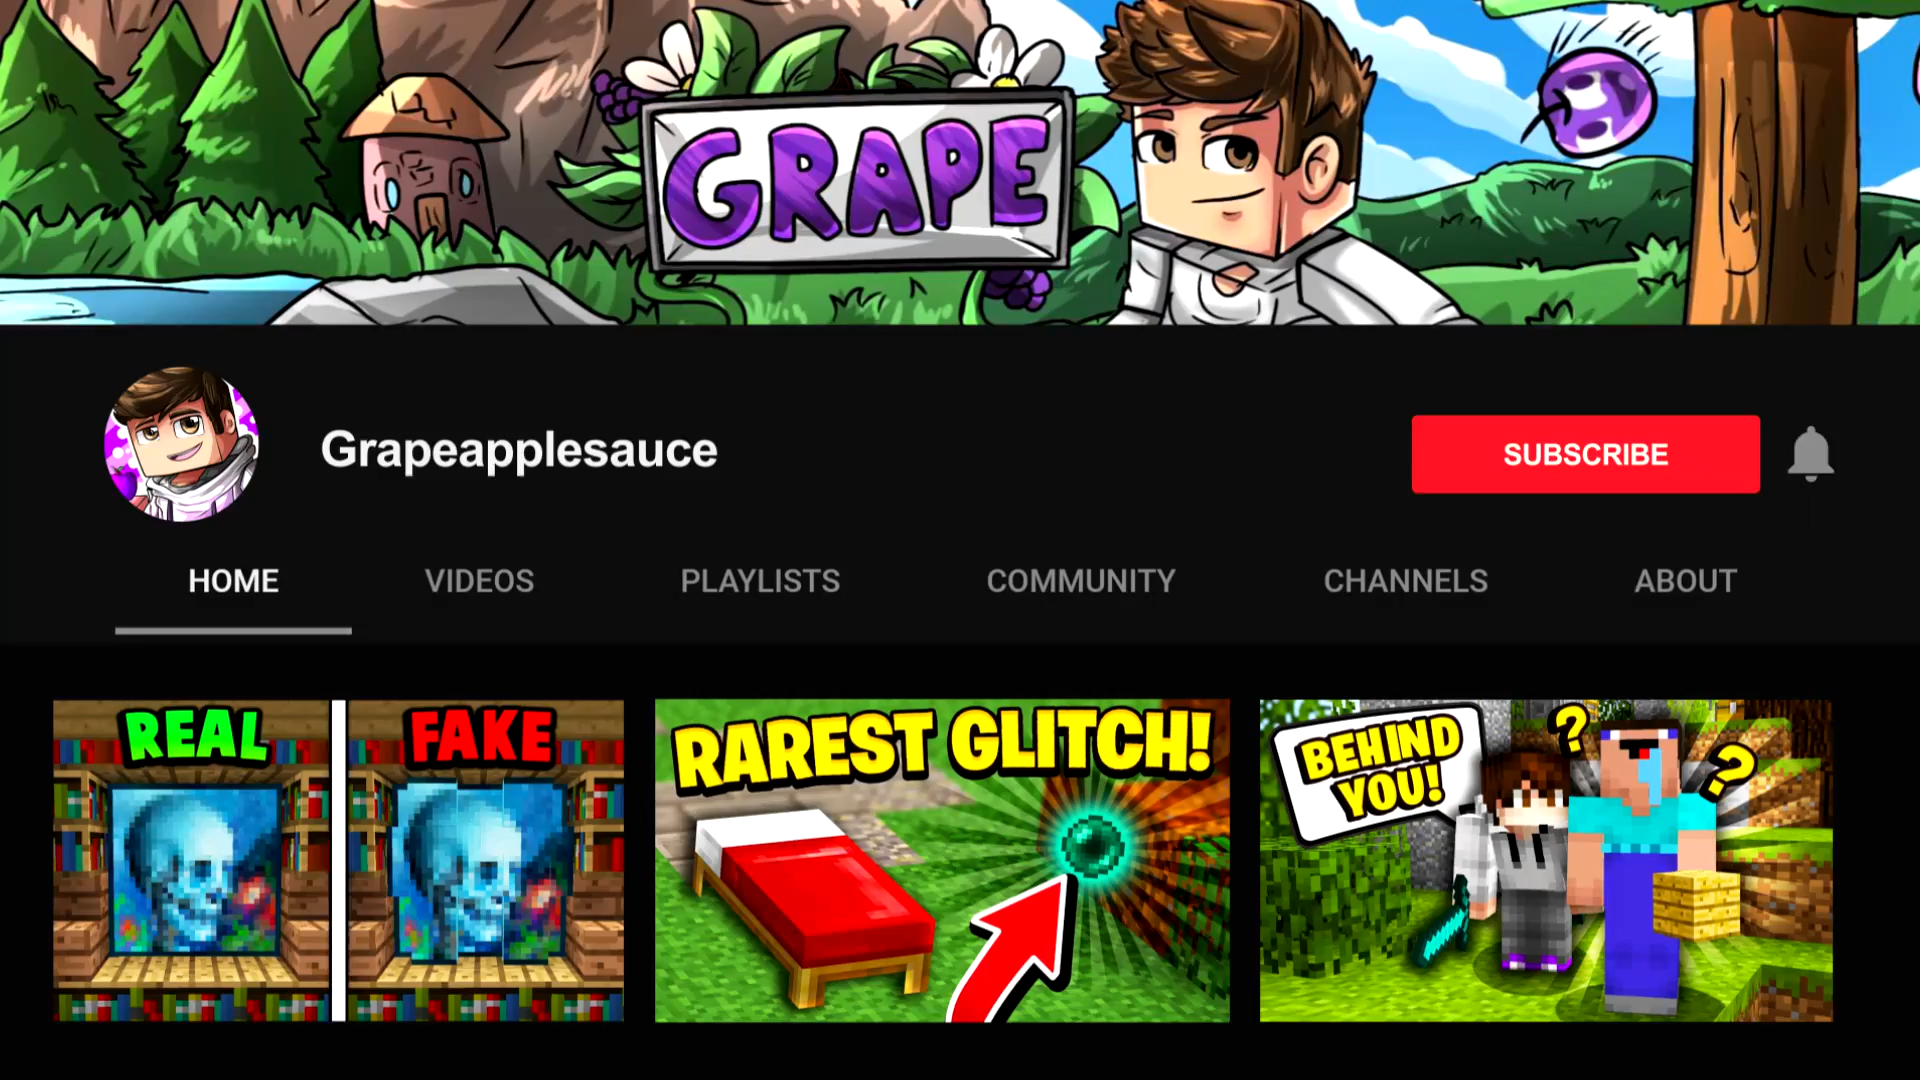 GRAPE
Grapeapplesauce
SUBSCRIBE
HOME
VIDEOS
PLAYLISTS
COMMUNITY
CHANNELS
ABOUT
REAL
FAKE
RAREST GLITCH!
BEHIND
YOU!
?
?